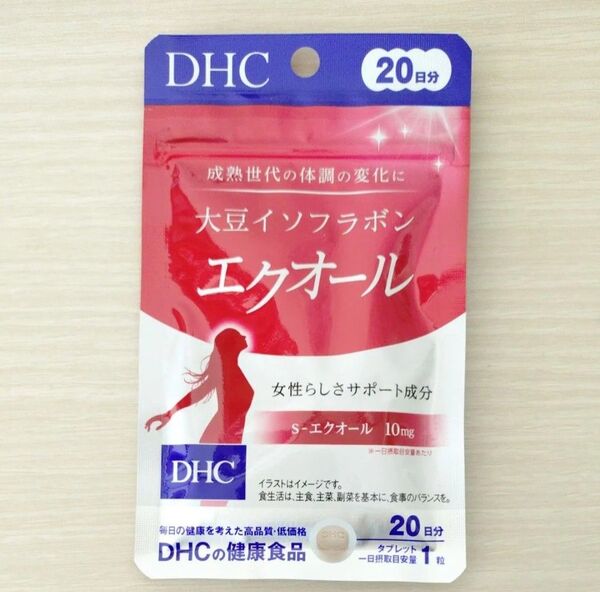 DHC
20日分
成熟世代の体調の変化に
大豆イソフラボン
エクオール
女性らしさサポート成分
S-エクオール 10mg
※一日摂取目安量あたり
DHC
イラストはイメージです。
食生活は、主食、主菜、副菜を基本に、食事のバランスを。
毎日の健康を考えた高品質・低価格
DHCの健康食品
DHC
20日分
タブレット
一日摂取目安量 1粒